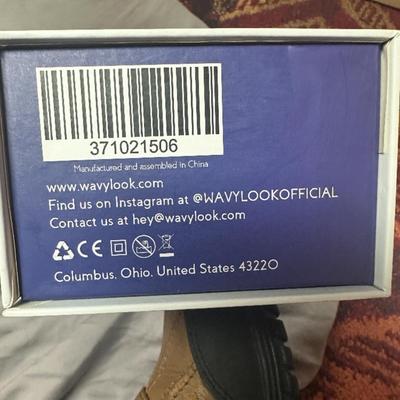 371021506
Manufactured and assembled in China
www.wavylook.com
Find us on Instagram at @WAVYLOOKOFFICIAL
Contact us at hey@wavylook.com
CE
Columbus. Ohio. United States 43220